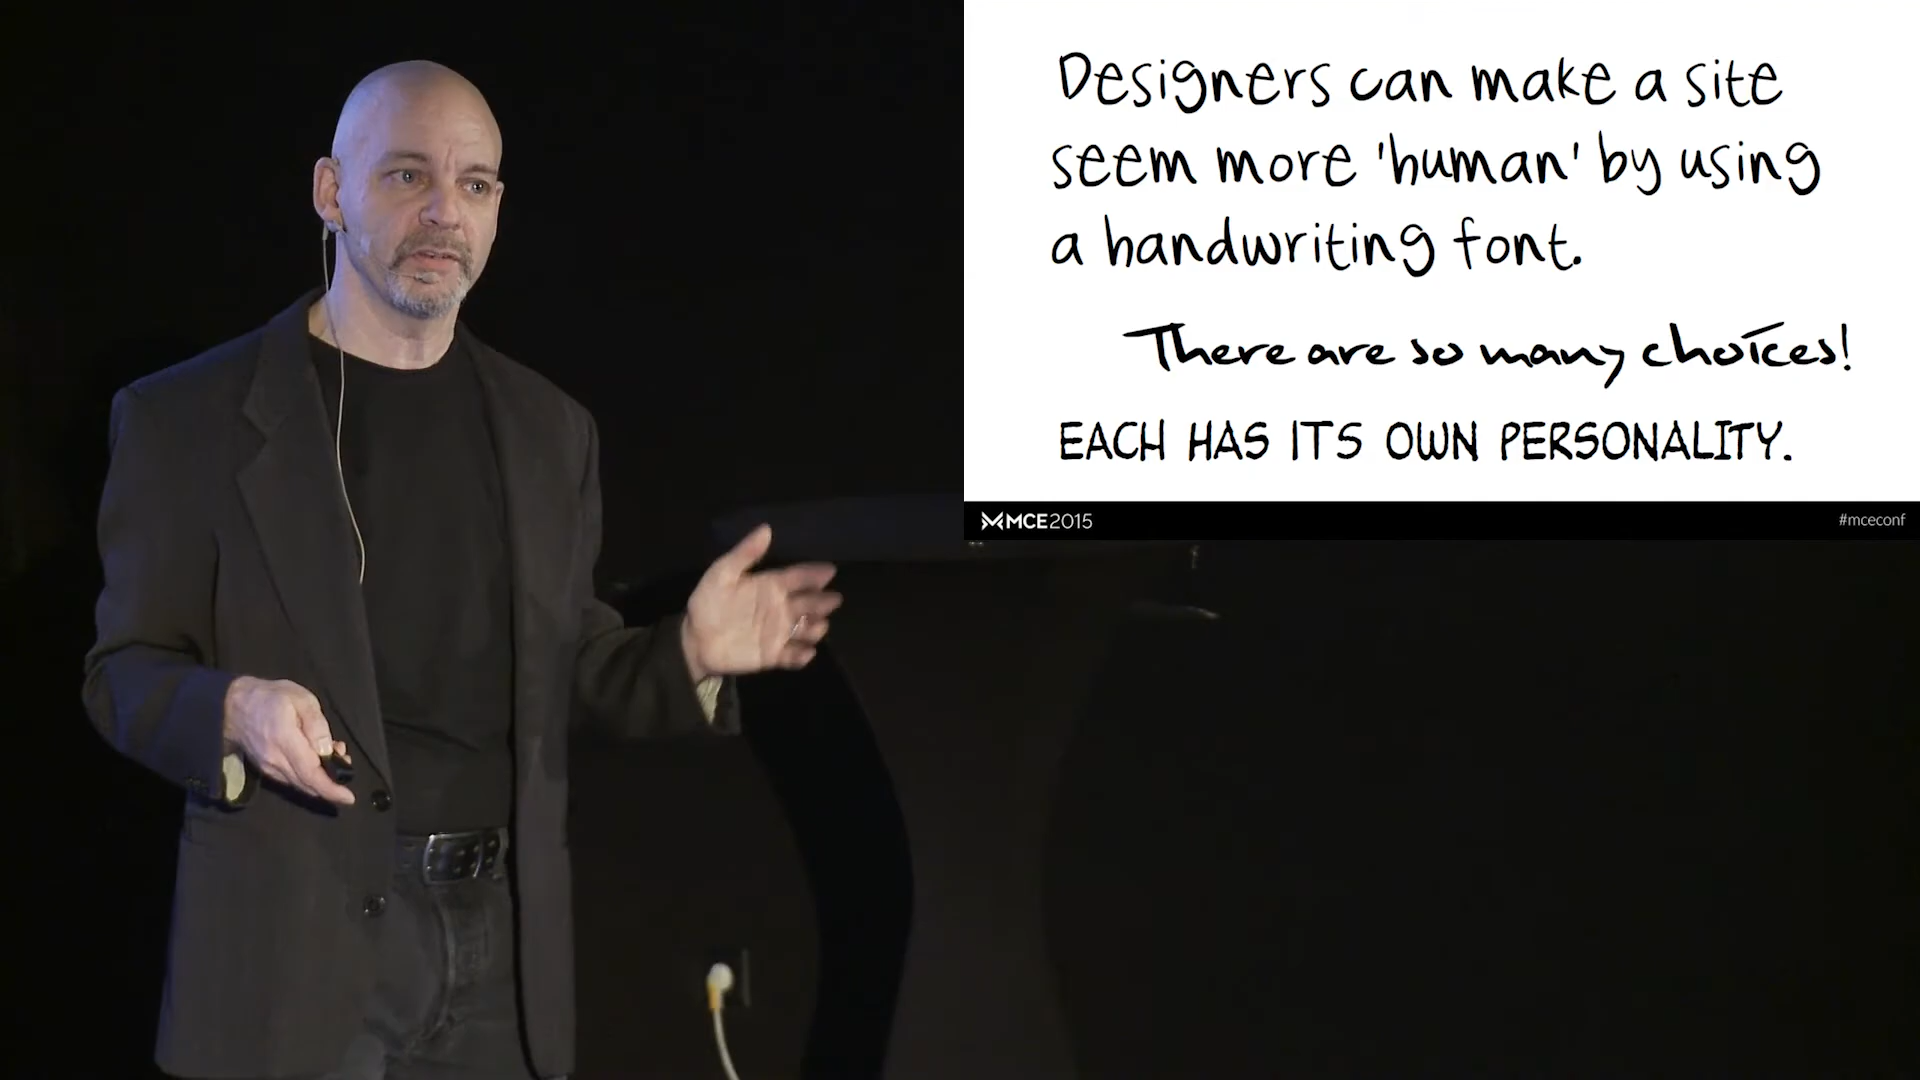 Designers can make a site
seem more 'human' by using
a handwriting font.
There are so many choices!
EACH HAS ITS OWN PERSONALITY.
MCE2015
#mceconf